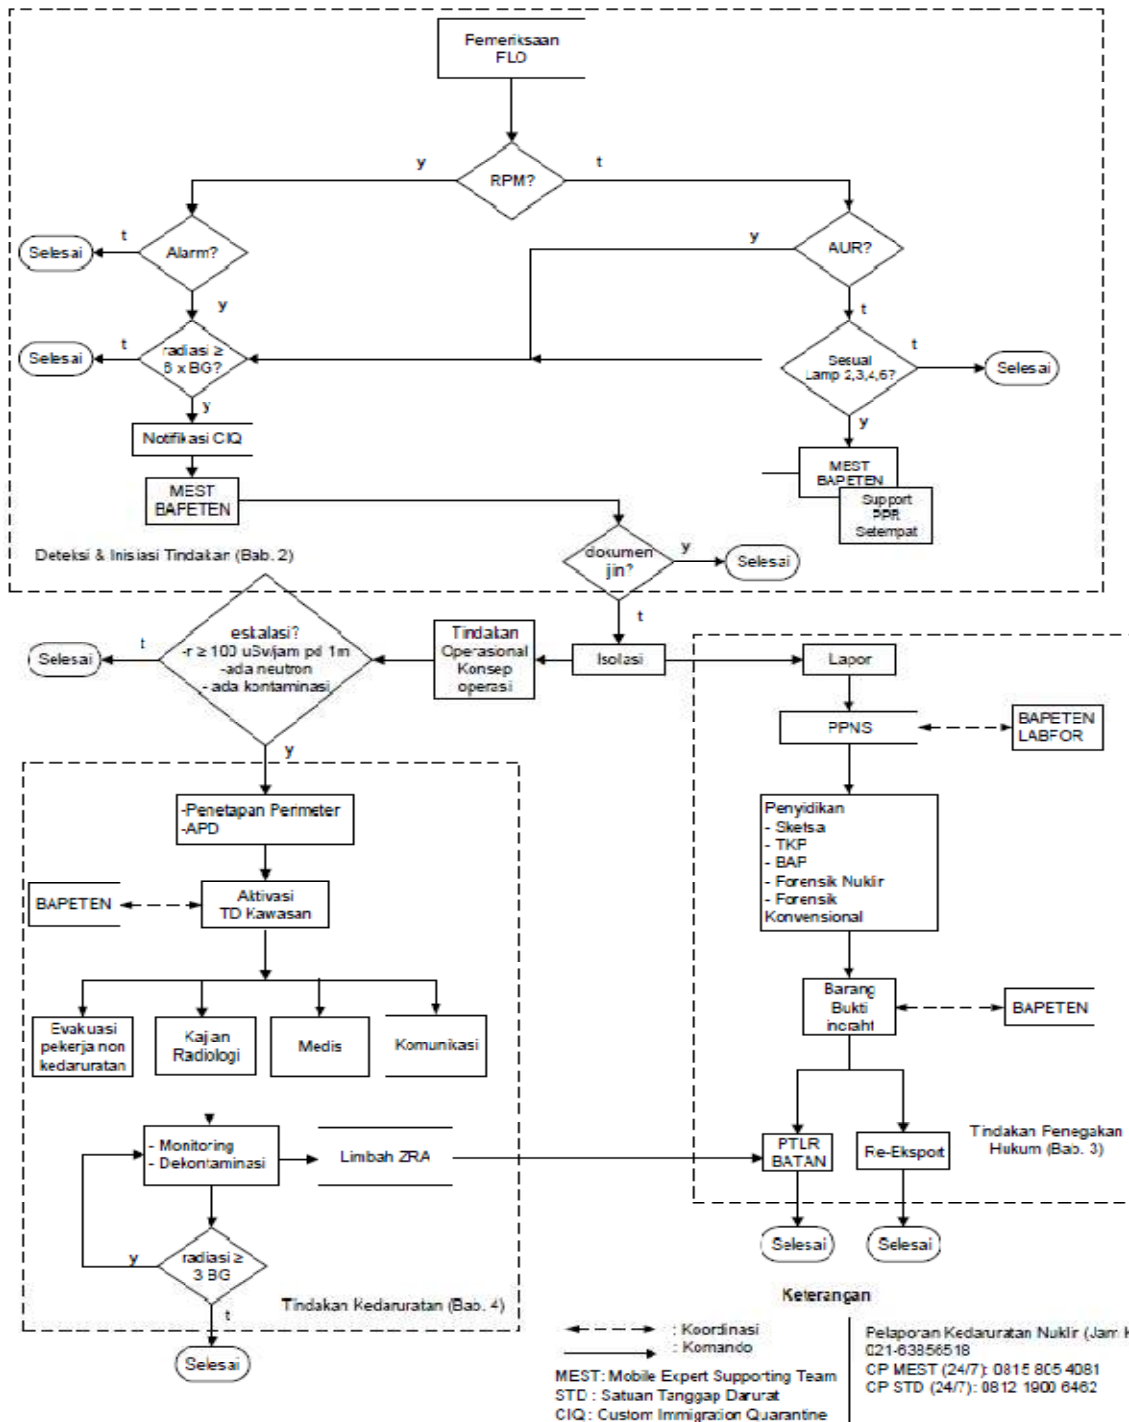 Pemeriksaan
FLO
y
t
RPM?
Selesai
t
Alarm?
y
AUR?
y
t
Selesai
t
radiasi ≥
6 x BG?
Sesuai
Lamp 2,3,4,6?
t
Selesai
y
y
Notifikasi CIQ
MEST
BAPETEN
MEST
BAPETEN
Support
PPR
Setempat
Deteksi & Inisiasi Tindakan (Bab. 2)
dokumen
ijin?
y
Selesai
t
eskalasi?
-r ≥ 100 uSv/jam pd 1m
-ada neutron
- ada kontaminasi
t
Selesai
Tindakan
Operasional
Konsep
operasi
Isolasi
Lapor
y
PPNS
BAPETEN
LABFOR
-Penetapan Perimeter
-APD
Penyidikan
- Sketsa
- TKP
- BAP
- Forensik Nuklir
- Forensik
Konvensional
BAPETEN
Aktivasi
TD Kawasan
Barang
Bukti
incraht
BAPETEN
Evakuasi
pekerja non
kedaruratan
Kajian
Radiologi
Medis
Komunikasi
- Monitoring
- Dekontaminasi
Limbah ZRA
PTLR
BATAN
Re-Eksport
Tindakan Penegakan
Hukum (Bab. 3)
y
radiasi ≥
3 BG
t
Selesai
Selesai
Tindakan Kedaruratan (Bab. 4)
Selesai
Keterangan
: Koordinasi
: Komando
MEST: Mobile Expert Supporting Team
STD : Satuan Tanggap Darurat
CIQ : Custom Immigration Quarantine
Pelaporan Kedaruratan Nuklir (Jam K
021-63856518
CP MEST (24/7): 0815 805 4081
CP STD (24/7): 0812 1900 6462